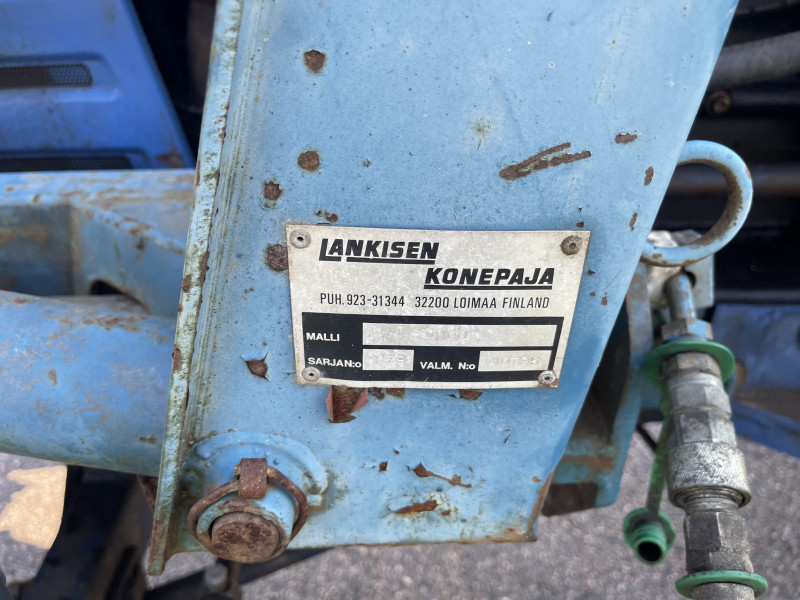 LANKISEN
KONEPAJA
PUH. 923-31344 32200 LOIMAA FINLAND
MALLI
SARJAN:o VALM. N:o